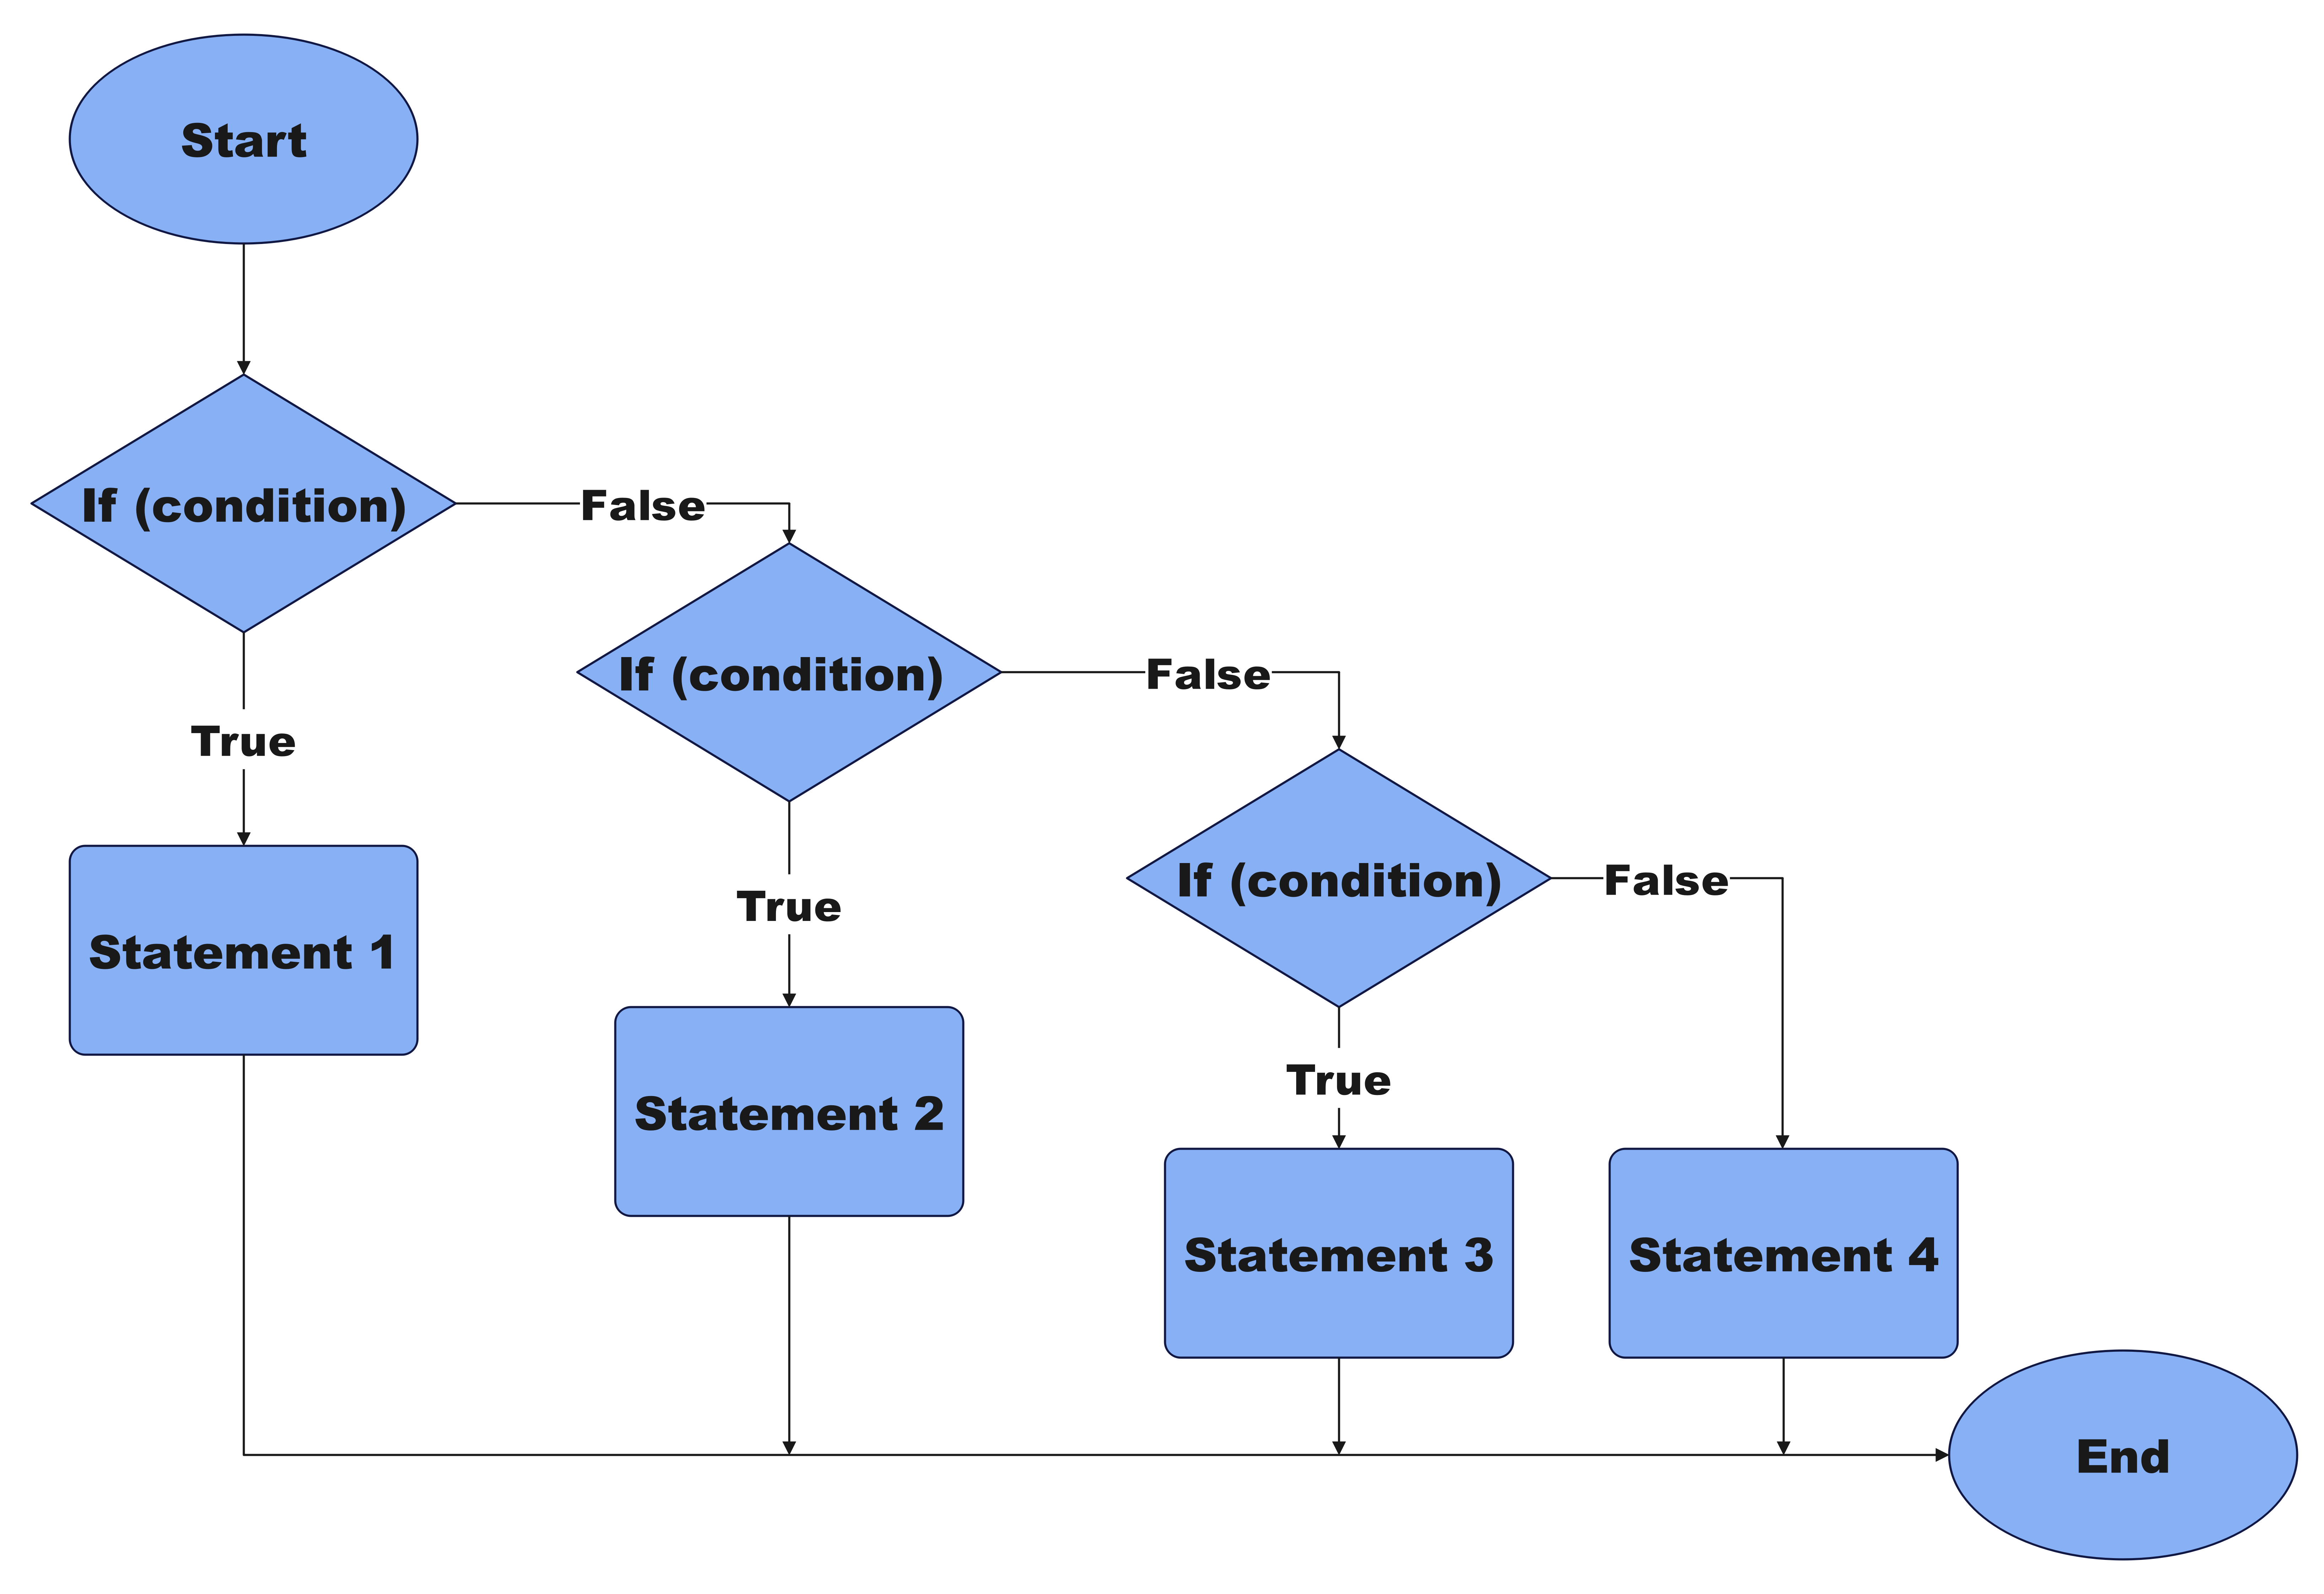 Start
If (condition)
False
If (condition)
False
True
If (condition)
False
True
Statement 1
True
Statement 2
Statement 3
Statement 4
End